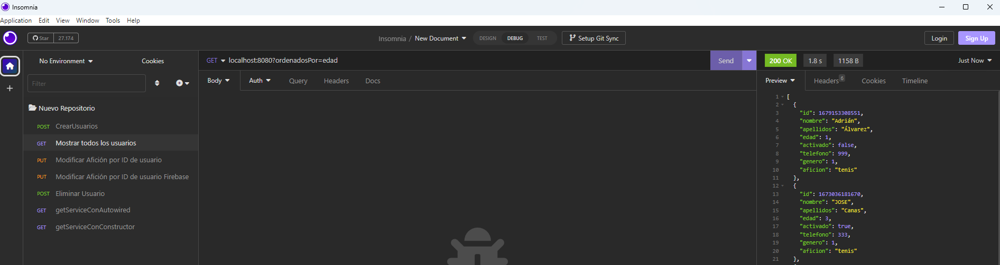 Insomnia
Application Edit View Window Tools Help
Star 27.174
Insomnia / New Document
DESIGN DEBUG TEST
Setup Git Sync
Login
Sign Up
No Environment
Cookies
Filter
Nuevo Repositorio
POST CrearUsuarios
GET Mostrar todos los usuarios
PUT Modificar Afición por ID de usuario
PUT Modificar Afición por ID de usuario Firebase
POST Eliminar Usuario
GET getServiceConAutowired
GET getServiceConConstructor
GET localhost:8080?ordenadosPor=edad
Send
Body Auth Query Headers Docs
200 OK 1.8 s 1158 B Just Now
Preview Headers 6 Cookies Timeline
1 [
2 {
3 "id": 1679153308551,
4 "nombre": "Adrián",
5 "apellidos": "Álvarez",
6 "edad": 1,
7 "activado": false,
8 "telefono": 999,
9 "genero": 1,
10 "aficion": "tenis"
11 },
12 {
13 "id": 1673036181670,
14 "nombre": "JOSE",
15 "apellidos": "Canas",
16 "edad": 3,
17 "activado": true,
18 "telefono": 333,
19 "genero": 1,
20 "aficion": "tenis"
21 },